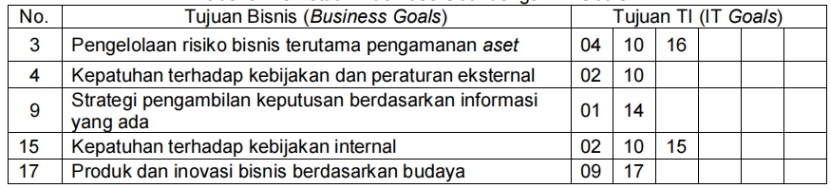 No. Tujuan Bisnis (Business Goals) Tujuan TI (IT Goals)
3 Pengelolaan risiko bisnis terutama pengamanan aset 04 10 16
4 Kepatuhan terhadap kebijakan dan peraturan eksternal 02 10
9 Strategi pengambilan keputusan berdasarkan informasi yang ada 01 14
15 Kepatuhan terhadap kebijakan internal 02 10 15
17 Produk dan inovasi bisnis berdasarkan budaya 09 17